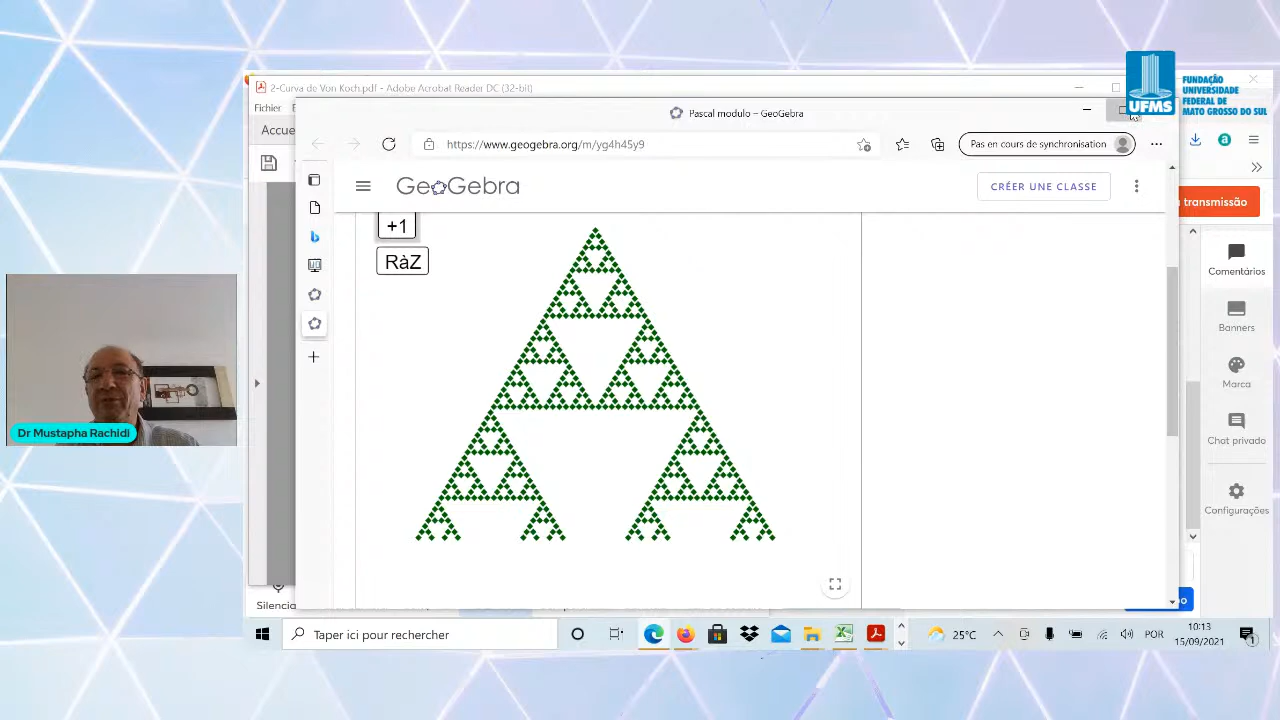 2-Curva de Von Koch.pdf - Adobe Acrobat Reader DC (32-bit)
UFMS
FUNDAÇÃO
UNIVERSIDADE
FEDERAL DE
MATO GROSSO DO SUL
Fichier
Pascal modulo – GeoGebra
Accue
https://www.geogebra.org/m/yg4h45y9
Pas en cours de synchronisation
GeoGebra
CRÉER UNE CLASSE
transmissão
+1
RàZ
Comentários
Banners
Marca
Chat privado
Configurações
Dr Mustapha Rachidi
Silencia
Taper ici pour rechercher
25°C
POR
10:13
15/09/2021